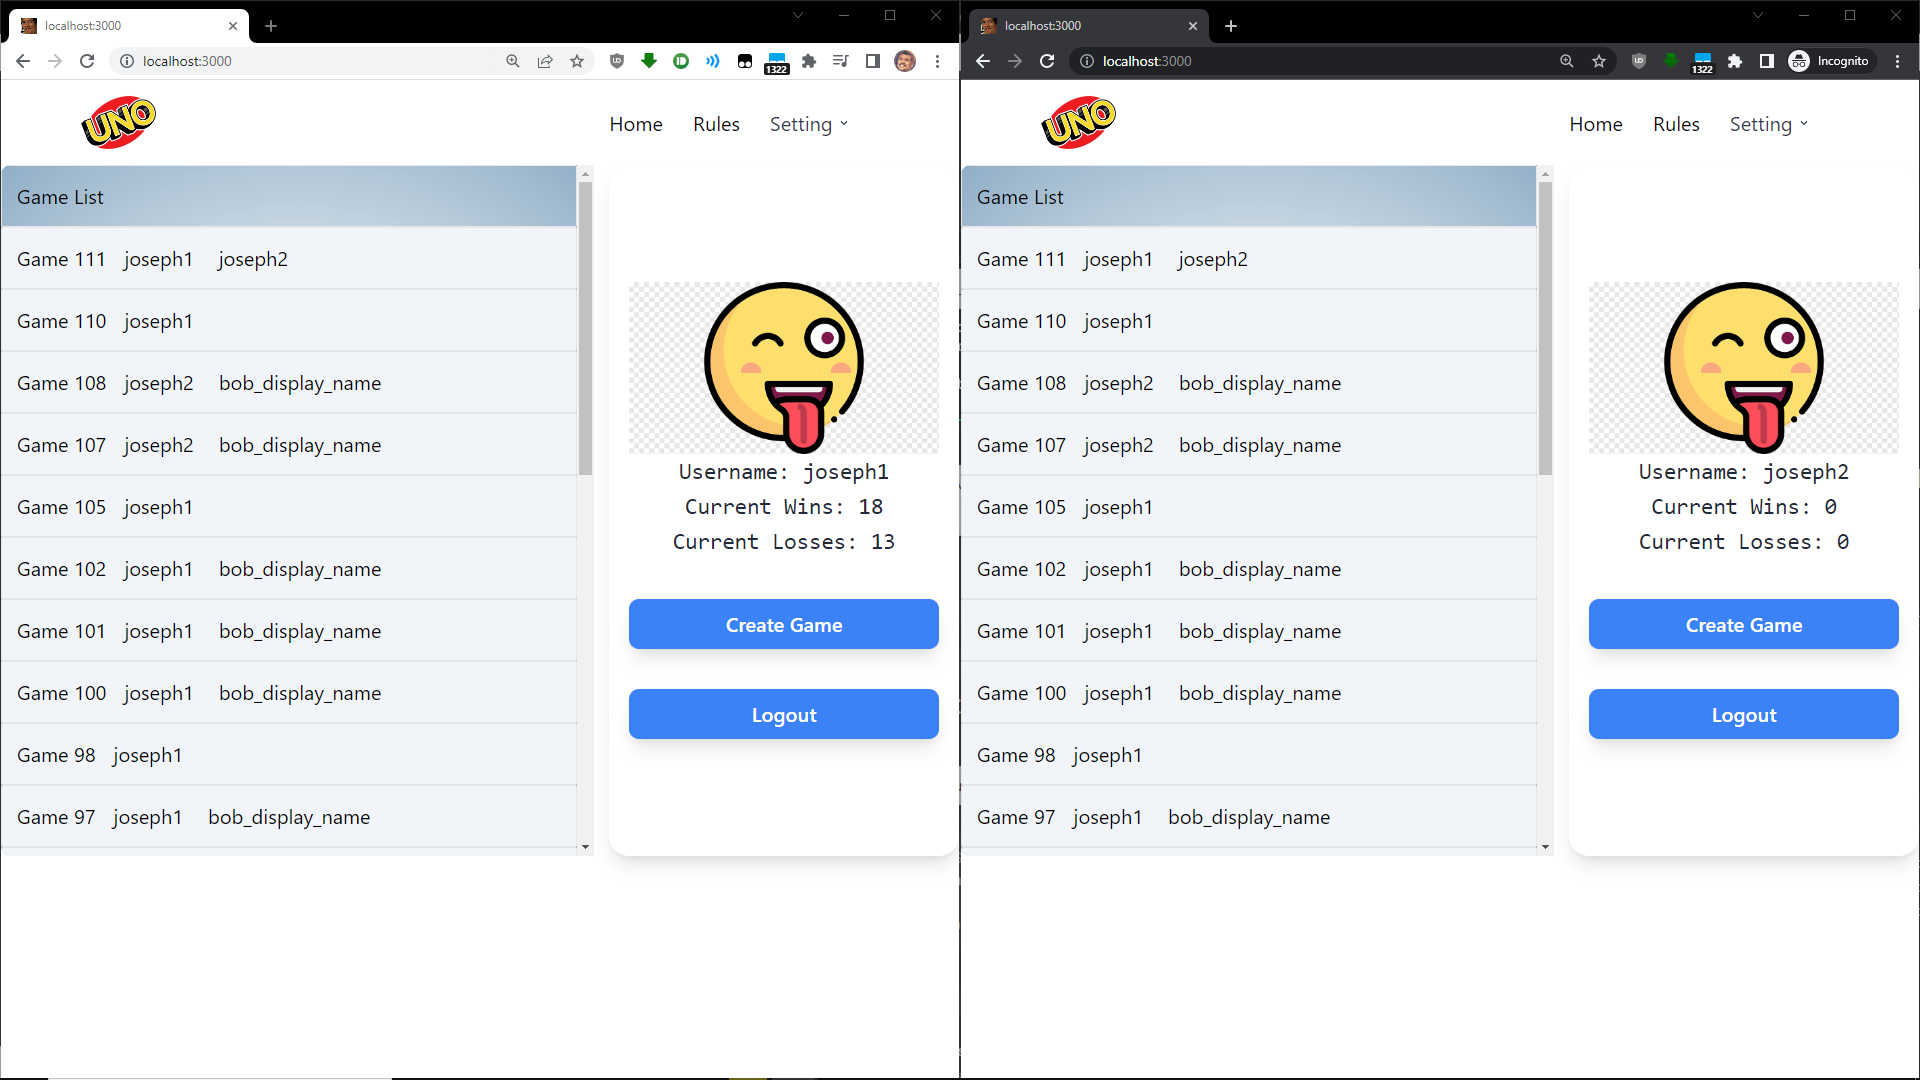 localhost:3000
localhost:3000
1322
UNO
Home Rules Setting
Game List
Game 111 joseph1 joseph2
Game 110 joseph1
Game 108 joseph2 bob_display_name
Game 107 joseph2 bob_display_name
Game 105 joseph1
Game 102 joseph1 bob_display_name
Game 101 joseph1 bob_display_name
Game 100 joseph1 bob_display_name
Game 98 joseph1
Game 97 joseph1 bob_display_name
Username: joseph1
Current Wins: 18
Current Losses: 13
Create Game
Logout
localhost:3000
localhost:3000
1322
Incognito
UNO
Home Rules Setting
Game List
Game 111 joseph1 joseph2
Game 110 joseph1
Game 108 joseph2 bob_display_name
Game 107 joseph2 bob_display_name
Game 105 joseph1
Game 102 joseph1 bob_display_name
Game 101 joseph1 bob_display_name
Game 100 joseph1 bob_display_name
Game 98 joseph1
Game 97 joseph1 bob_display_name
Username: joseph2
Current Wins: 0
Current Losses: 0
Create Game
Logout